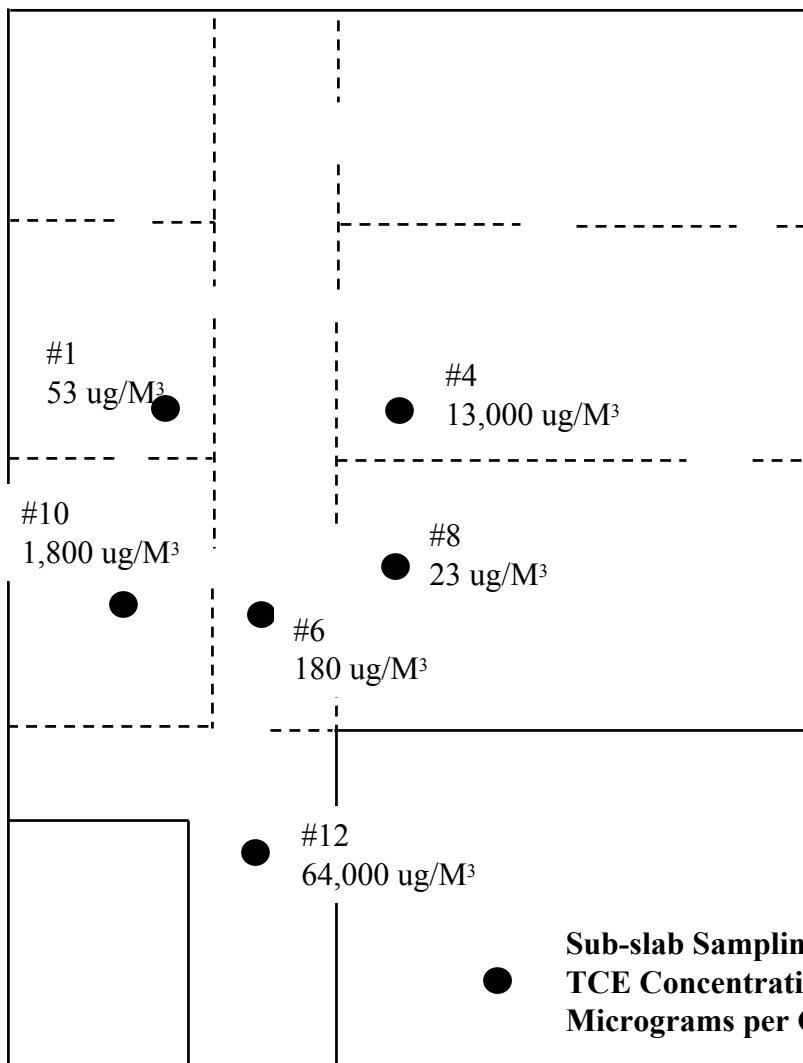 #1
53 ug/M³
#4
13,000 ug/M³
#10
1,800 ug/M³
#8
23 ug/M³
#6
180 ug/M³
#12
64,000 ug/M³
Sub-slab Samplin
TCE Concentrati
Micrograms per